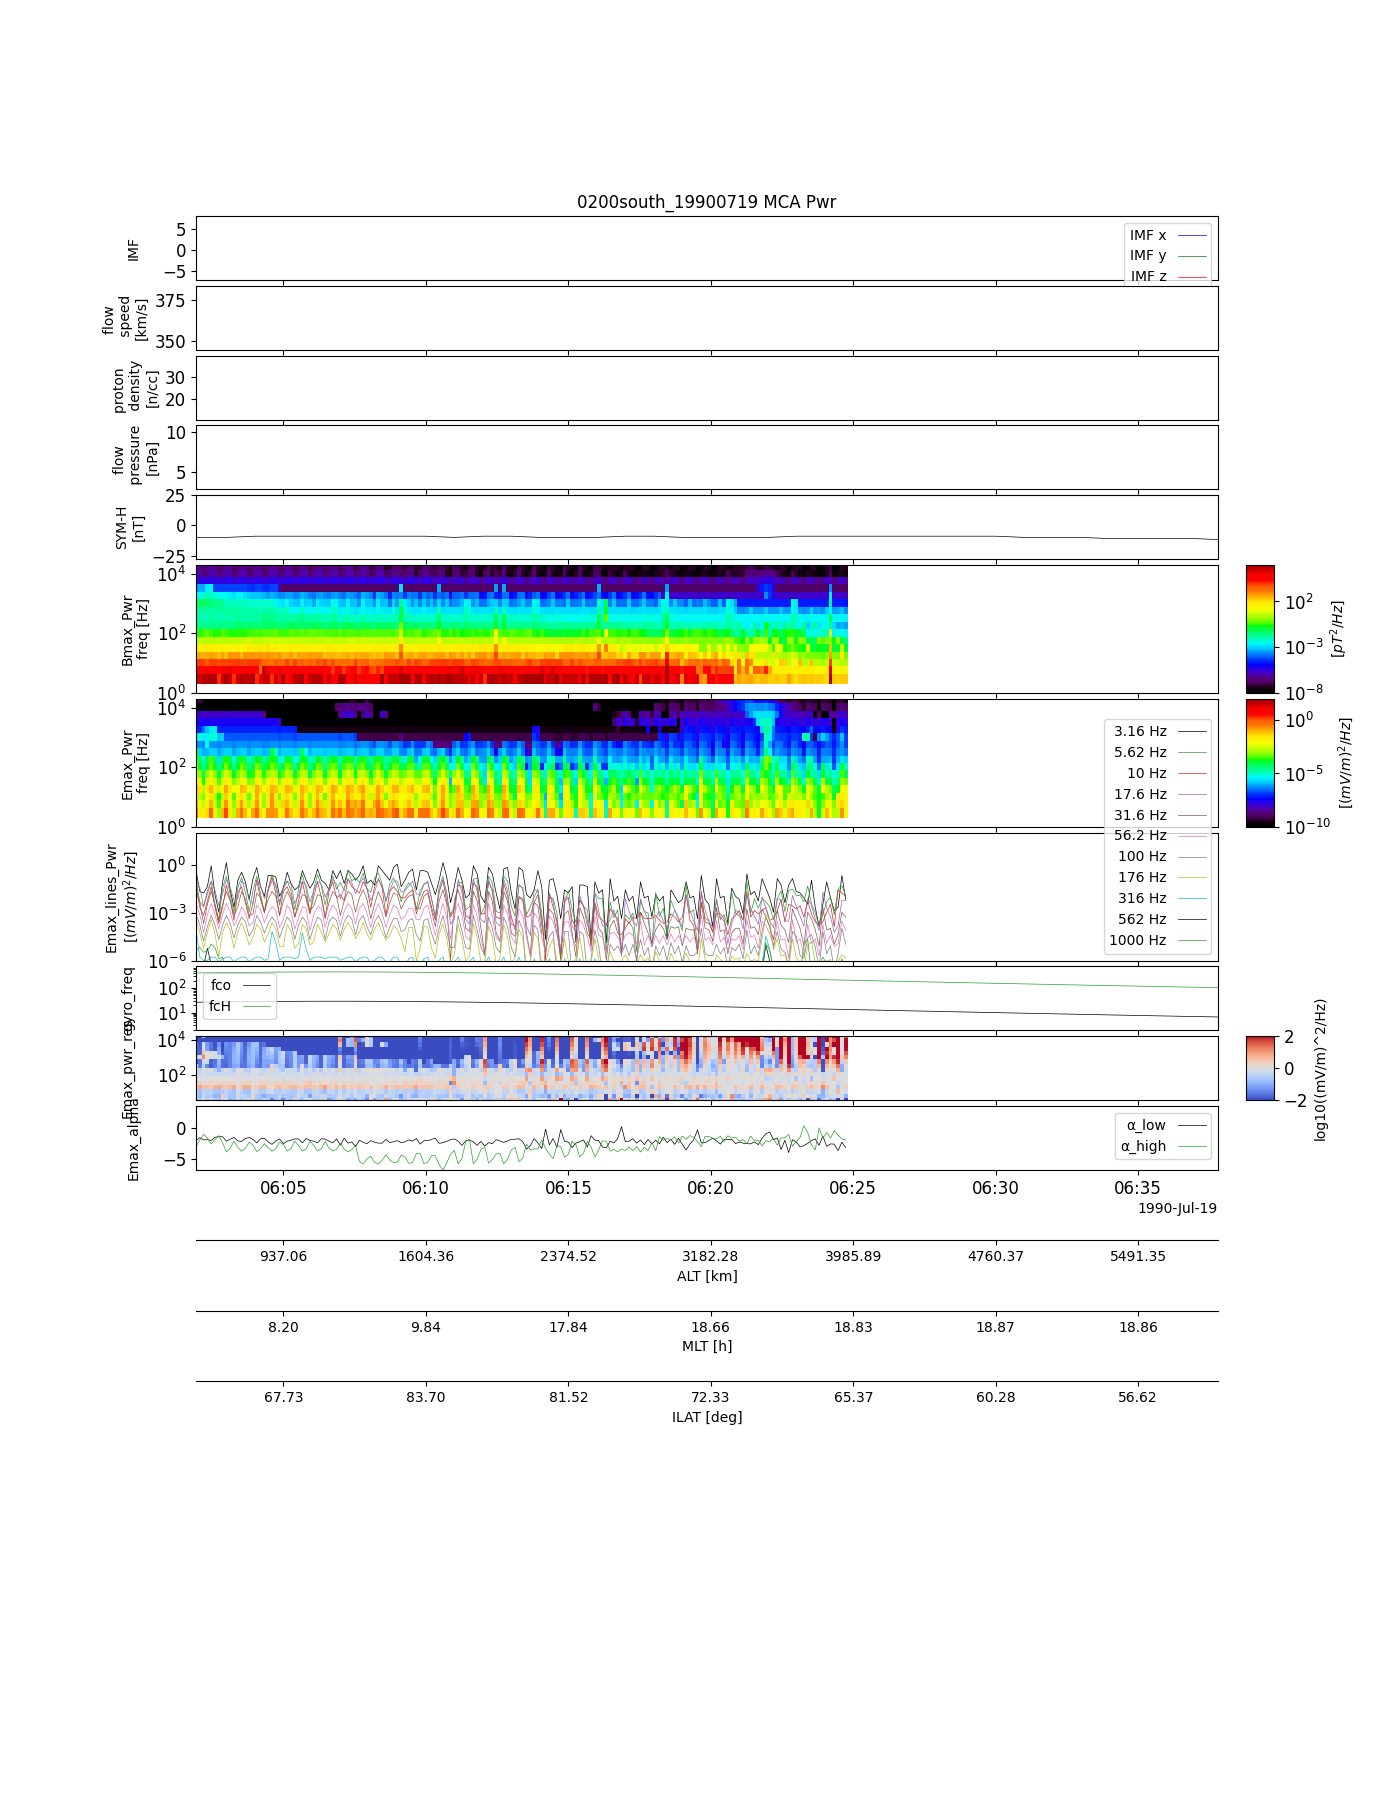 0200south_19900719 MCA Pwr
IMF
5
0
−5
IMF x
IMF y
IMF z
flow
speed
[km/s]
375
350
proton
density
[n/cc]
30
20
flow
pressure
[nPa]
10
5
SYM-H
[nT]
25
0
−25
Bmax_Pwr
freq [Hz]
10^4
10^2
10^0
10^2
10^−3
10^−8
[pT^2/Hz]
Emax_Pwr
freq [Hz]
10^4
10^2
10^0
10^0
10^−5
10^−10
[(mV/m)^2/Hz]
3.16 Hz
5.62 Hz
10 Hz
17.6 Hz
31.6 Hz
56.2 Hz
100 Hz
176 Hz
316 Hz
562 Hz
1000 Hz
Emax_lines_Pwr
[(mV/m)^2/Hz]
10^0
10^−3
10^−6
gyro_freq
10^2
10^1
fco
fcH
Emax_pwr_reg
10^4
10^2
2
0
−2
log10((mV/m)^2/Hz)
Emax_alpha
0
−5
α_low
α_high
06:05 06:10 06:15 06:20 06:25 06:30 06:35
1990-Jul-19
937.06 1604.36 2374.52 3182.28 3985.89 4760.37 5491.35
ALT [km]
8.20 9.84 17.84 18.66 18.83 18.87 18.86
MLT [h]
67.73 83.70 81.52 72.33 65.37 60.28 56.62
ILAT [deg]